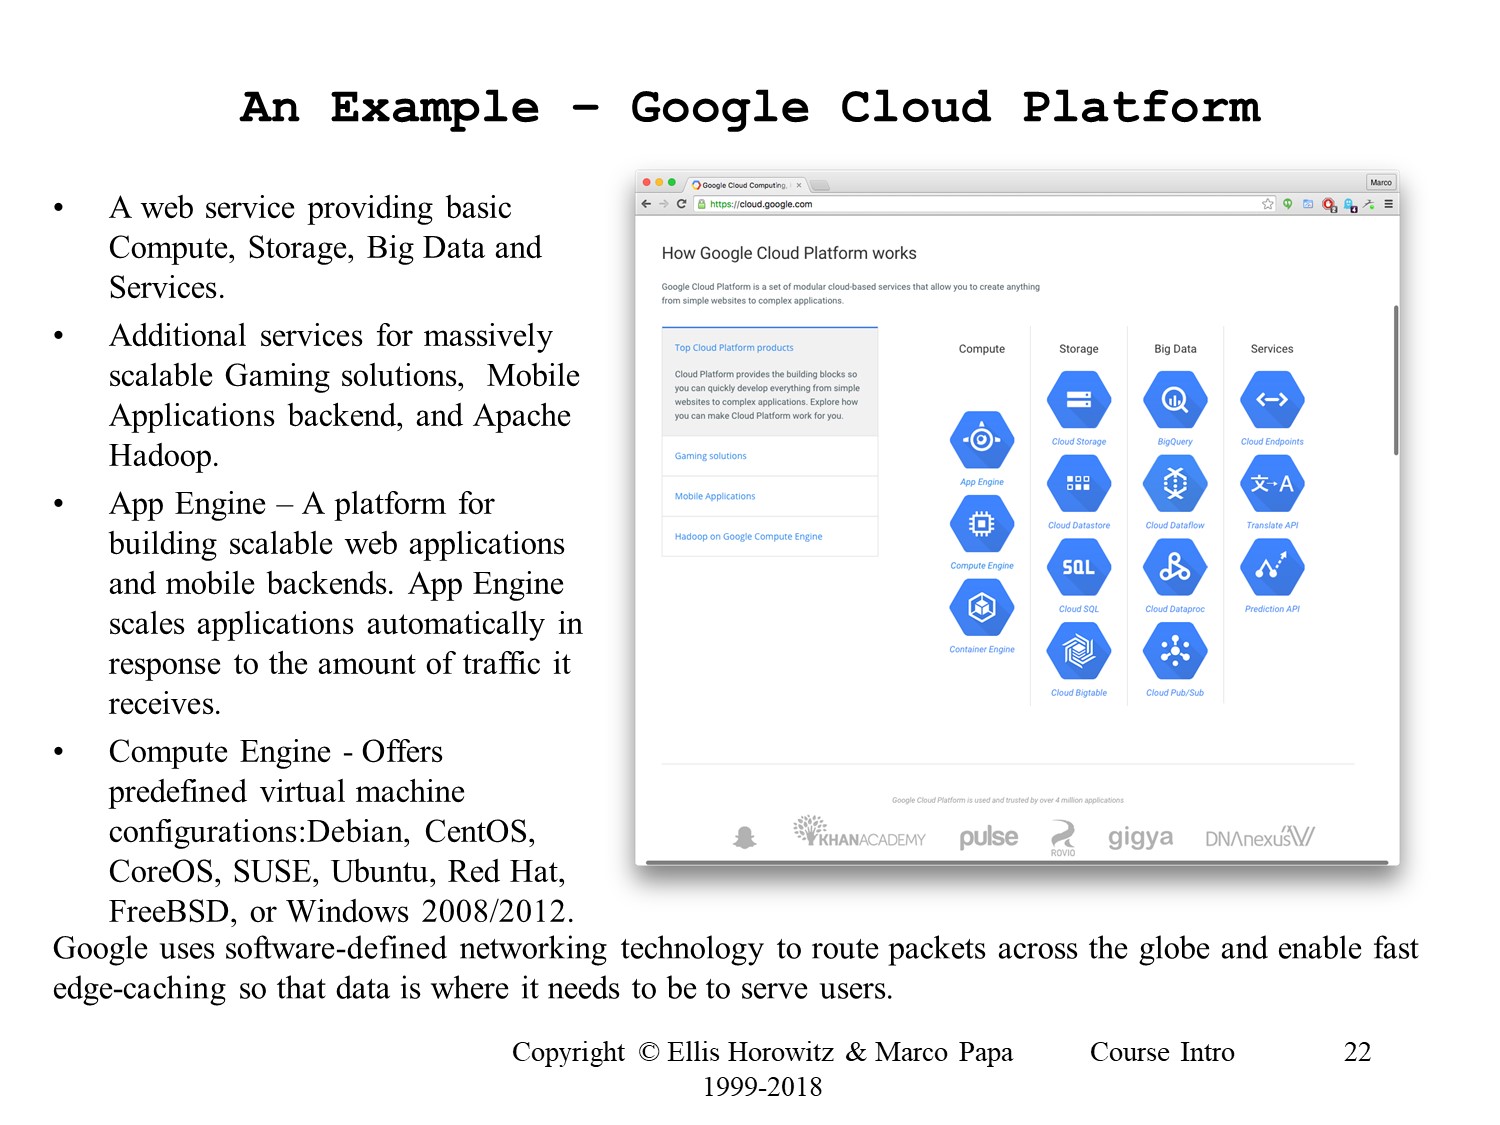 An Example – Google Cloud Platform
• A web service providing basic
Compute, Storage, Big Data and
Services.
• Additional services for massively
scalable Gaming solutions, Mobile
Applications backend, and Apache
Hadoop.
• App Engine – A platform for
building scalable web applications
and mobile backends. App Engine
scales applications automatically in
response to the amount of traffic it
receives.
• Compute Engine - Offers
predefined virtual machine
configurations:Debian, CentOS,
CoreOS, SUSE, Ubuntu, Red Hat,
FreeBSD, or Windows 2008/2012.
Google Cloud Computing,
Marco
https://cloud.google.com
How Google Cloud Platform works
Google Cloud Platform is a set of modular cloud-based services that allow you to create anything
from simple websites to complex applications.
Top Cloud Platform products
Cloud Platform provides the building blocks so
you can quickly develop everything from simple
websites to complex applications. Explore how
you can make Cloud Platform work for you.
Gaming solutions
Mobile Applications
Hadoop on Google Compute Engine
Compute
App Engine
Compute Engine
Container Engine
Storage
Cloud Storage
Cloud Datastore
SQL
Cloud SQL
Cloud Bigtable
Big Data
BigQuery
Cloud Dataflow
Cloud Dataproc
Cloud Pub/Sub
Services
Cloud Endpoints
文→A
Translate API
Prediction API
Google Cloud Platform is used and trusted by over 4 million applications
KHANACADEMY
pulse
ROVIO
gigya
DNAnexus
Google uses software-defined networking technology to route packets across the globe and enable fast
edge-caching so that data is where it needs to be to serve users.
Copyright © Ellis Horowitz & Marco Papa
1999-2018
Course Intro
22